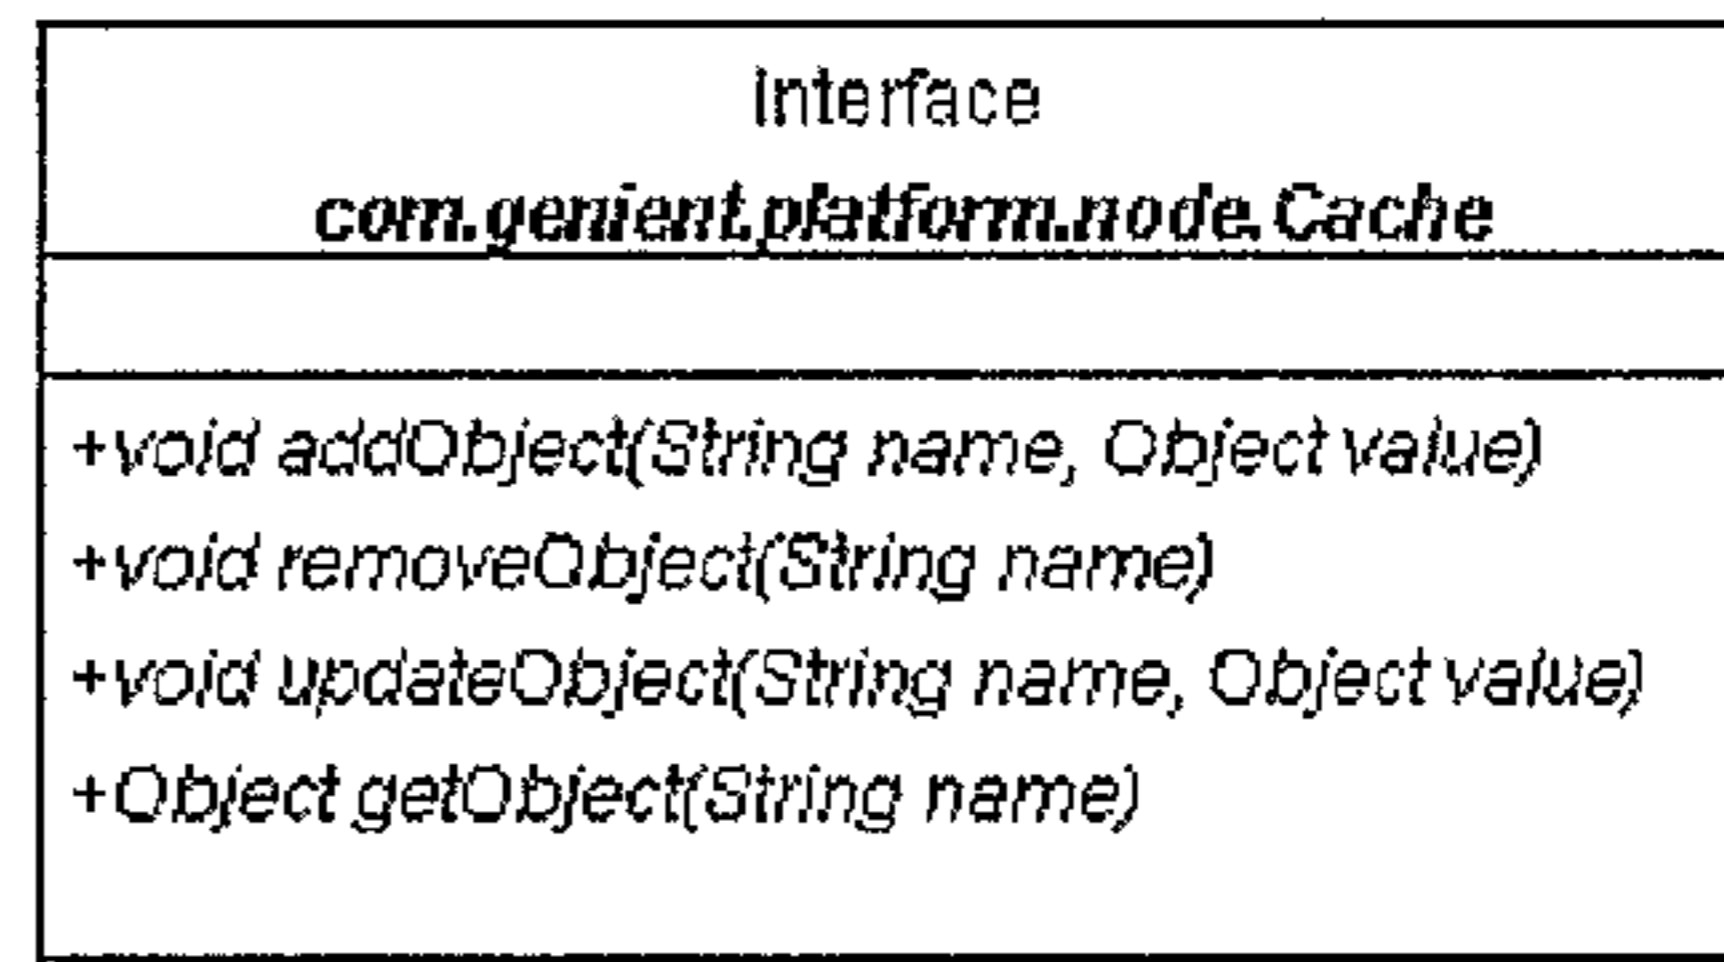 Interface
com.genient.platform.node.Cache
+void addObject(String name, Object value)
+void removeObject(String name)
+void updateObject(String name, Object value)
+Object getObject(String name)